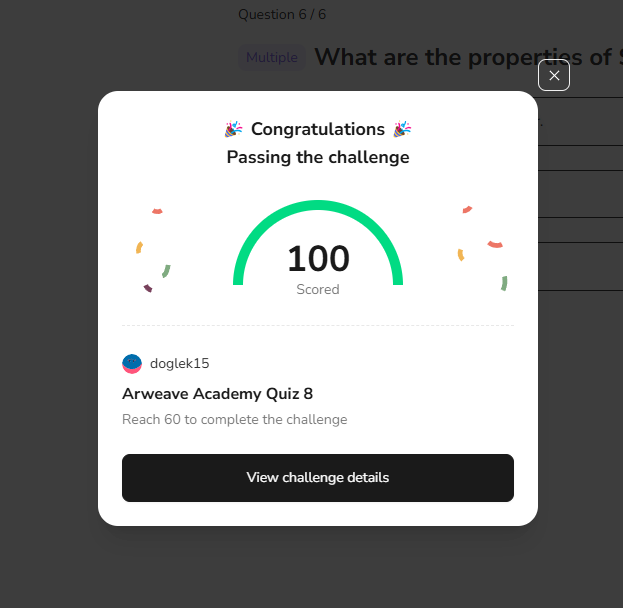 Question 6 / 6
Multiple What are the properties of S
🎉 Congratulations 🎉
Passing the challenge
100
Scored
doglek15
Arweave Academy Quiz 8
Reach 60 to complete the challenge
View challenge details